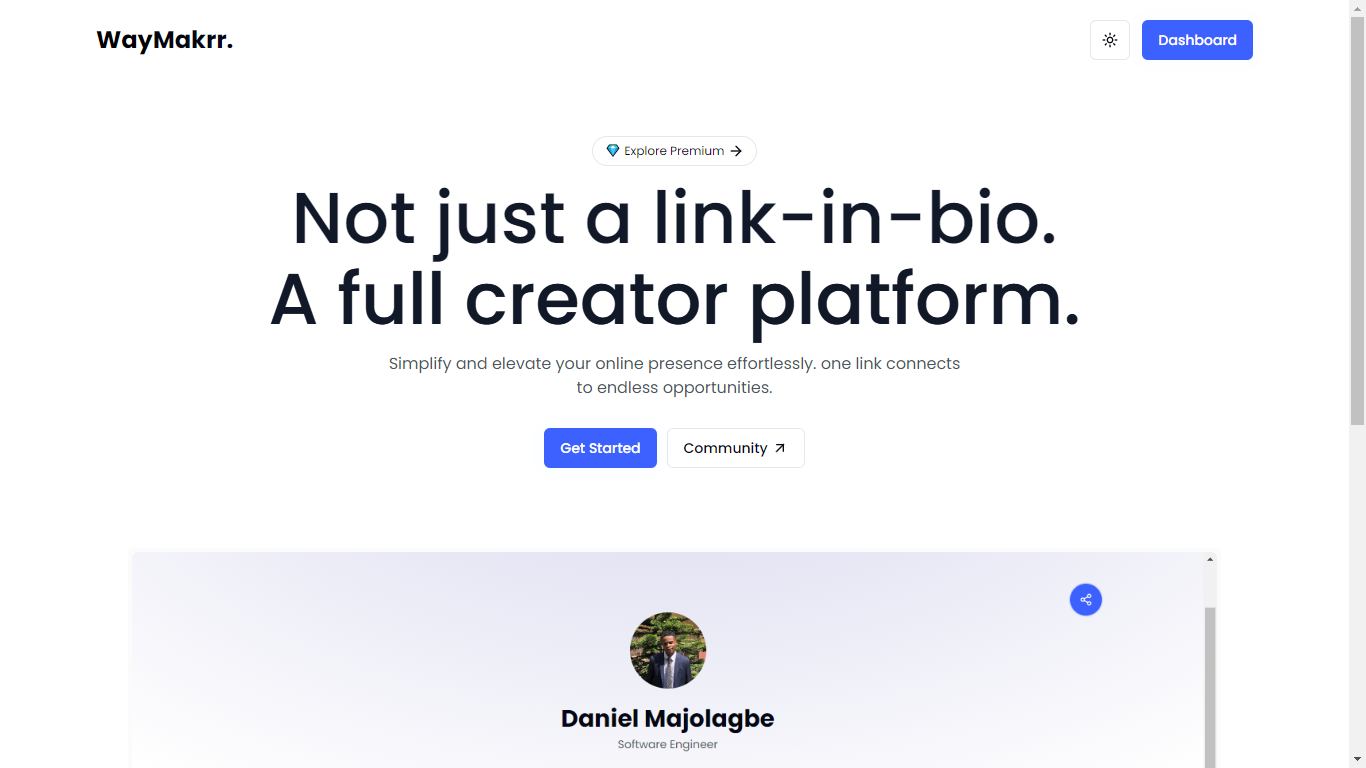 WayMakrr.
Dashboard
Explore Premium
Not just a link-in-bio.
A full creator platform.
Simplify and elevate your online presence effortlessly. one link connects
to endless opportunities.
Get Started
Community
Daniel Majolagbe
Software Engineer